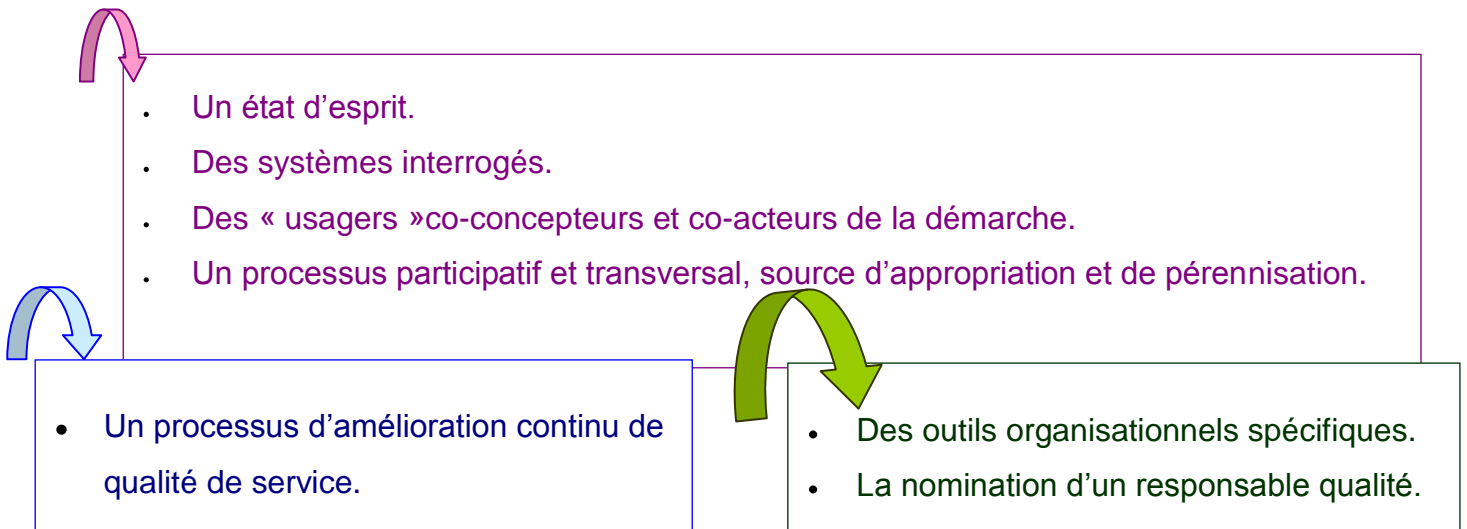 . Un état d’esprit.
. Des systèmes interrogés.
. Des « usagers »co-concepteurs et co-acteurs de la démarche.
. Un processus participatif et transversal, source d’appropriation et de pérennisation.
• Un processus d’amélioration continu de
qualité de service.
• Des outils organisationnels spécifiques.
• La nomination d’un responsable qualité.